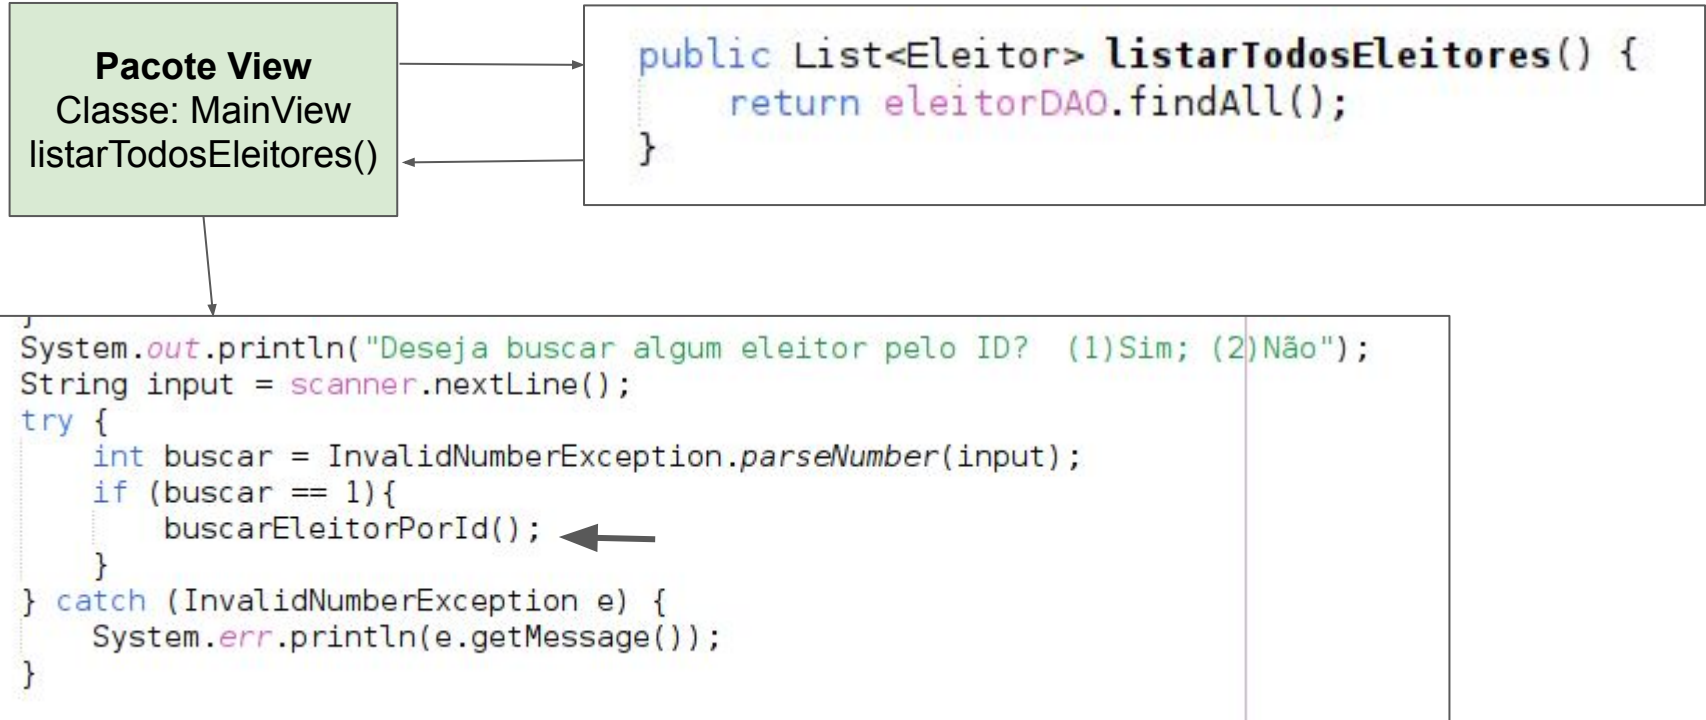 Pacote View
Classe: MainView
listarTodosEleitores()
public List<Eleitor> listarTodosEleitores() {
return eleitorDAO.findAll();
}
}
System.out.println("Deseja buscar algum eleitor pelo ID?  (1)Sim; (2)Não");
String input = scanner.nextLine();
try {
int buscar = InvalidNumberException.parseNumber(input);
if (buscar == 1){
buscarEleitorPorId();
}
} catch (InvalidNumberException e) {
System.err.println(e.getMessage());
}